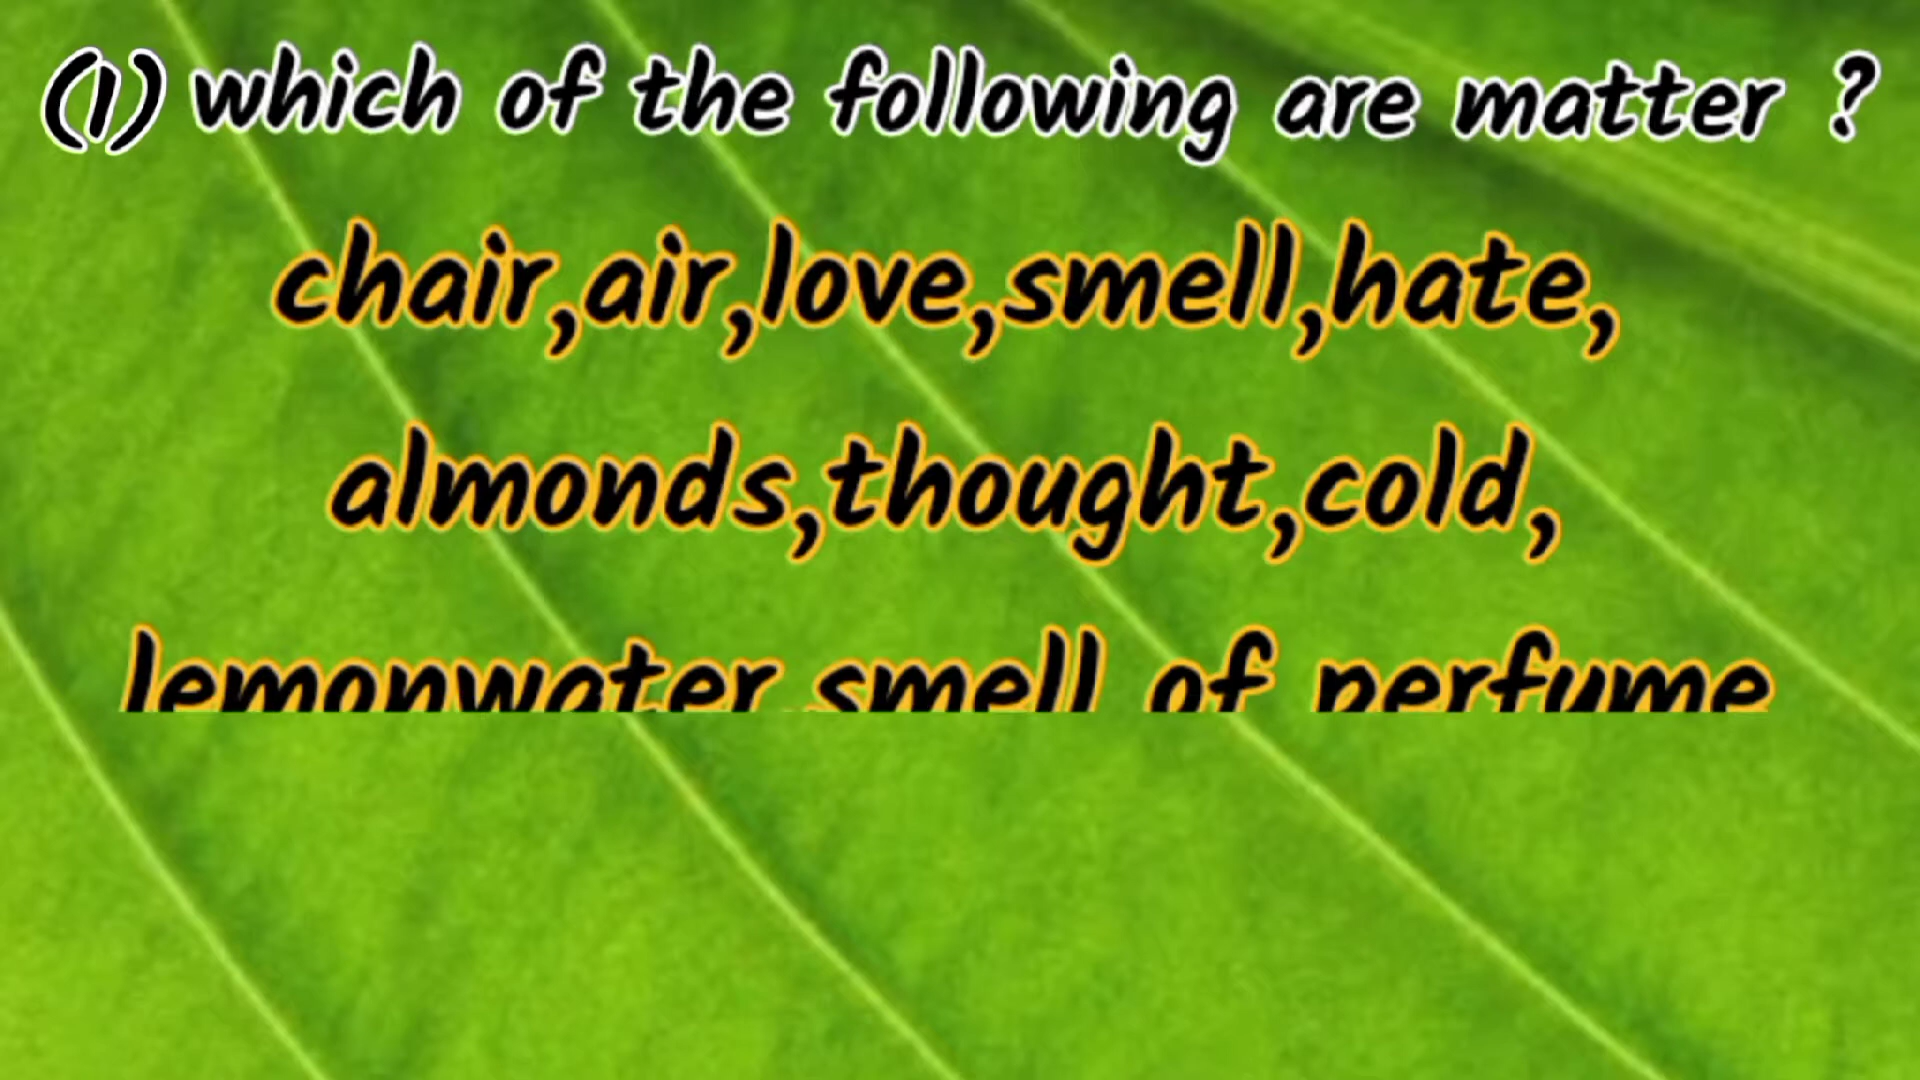 (1) which of the following are matter ?
chair,air,love,smell,hate,
almonds,thought,cold,
lemonwater,smell of perfume